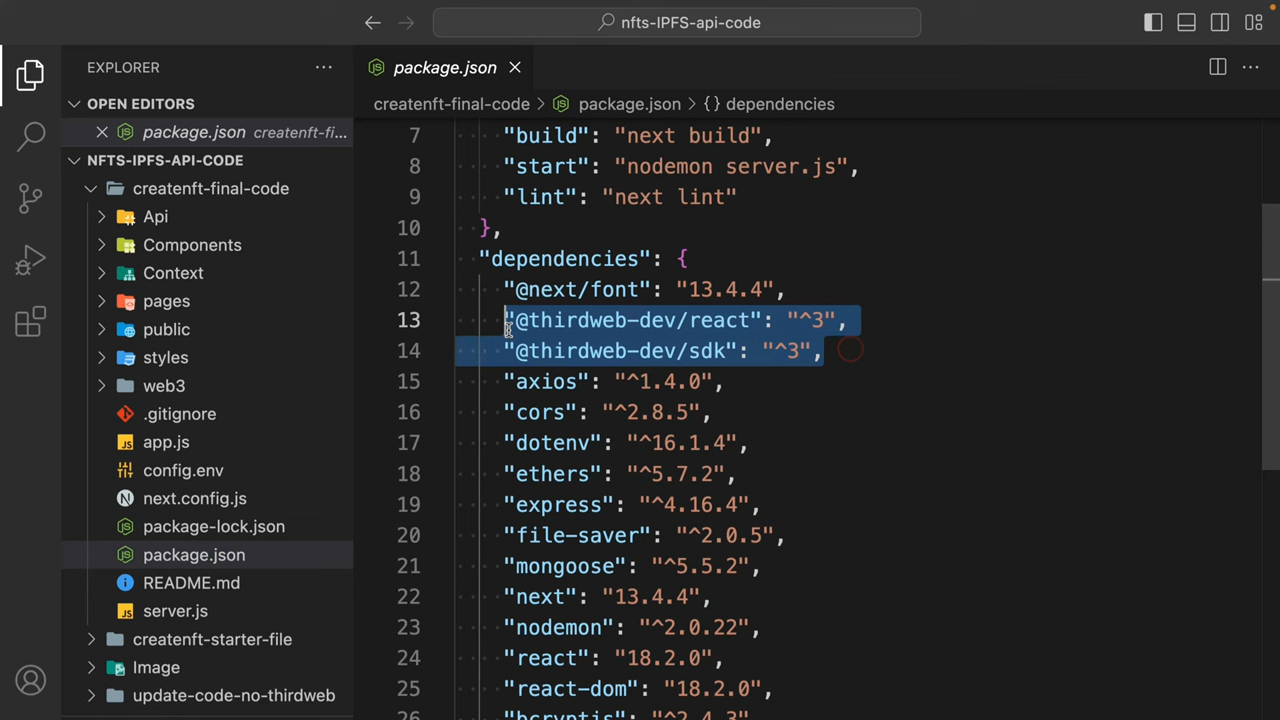 nfts-IPFS-api-code
EXPLORER
package.json
createnft-final-code > package.json > {} dependencies
OPEN EDITORS
package.json createnft-fi...
NFTS-IPFS-API-CODE
createnft-final-code
Api
Components
Context
pages
public
styles
web3
.gitignore
app.js
config.env
next.config.js
package-lock.json
package.json
README.md
server.js
createnft-starter-file
Image
update-code-no-thirdweb
7 "build": "next build",
8 "start": "nodemon server.js",
9 "lint": "next lint"
10 },
11 "dependencies": {
12 "@next/font": "13.4.4",
13 "@thirdweb-dev/react": "^3",
14 "@thirdweb-dev/sdk": "^3",
15 "axios": "^1.4.0",
16 "cors": "^2.8.5",
17 "dotenv": "^16.1.4",
18 "ethers": "^5.7.2",
19 "express": "^4.16.4",
20 "file-saver": "^2.0.5",
21 "mongoose": "^5.5.2",
22 "next": "13.4.4",
23 "nodemon": "^2.0.22",
24 "react": "18.2.0",
25 "react-dom": "18.2.0",
26 "bcryptjs": "^2.4.3",